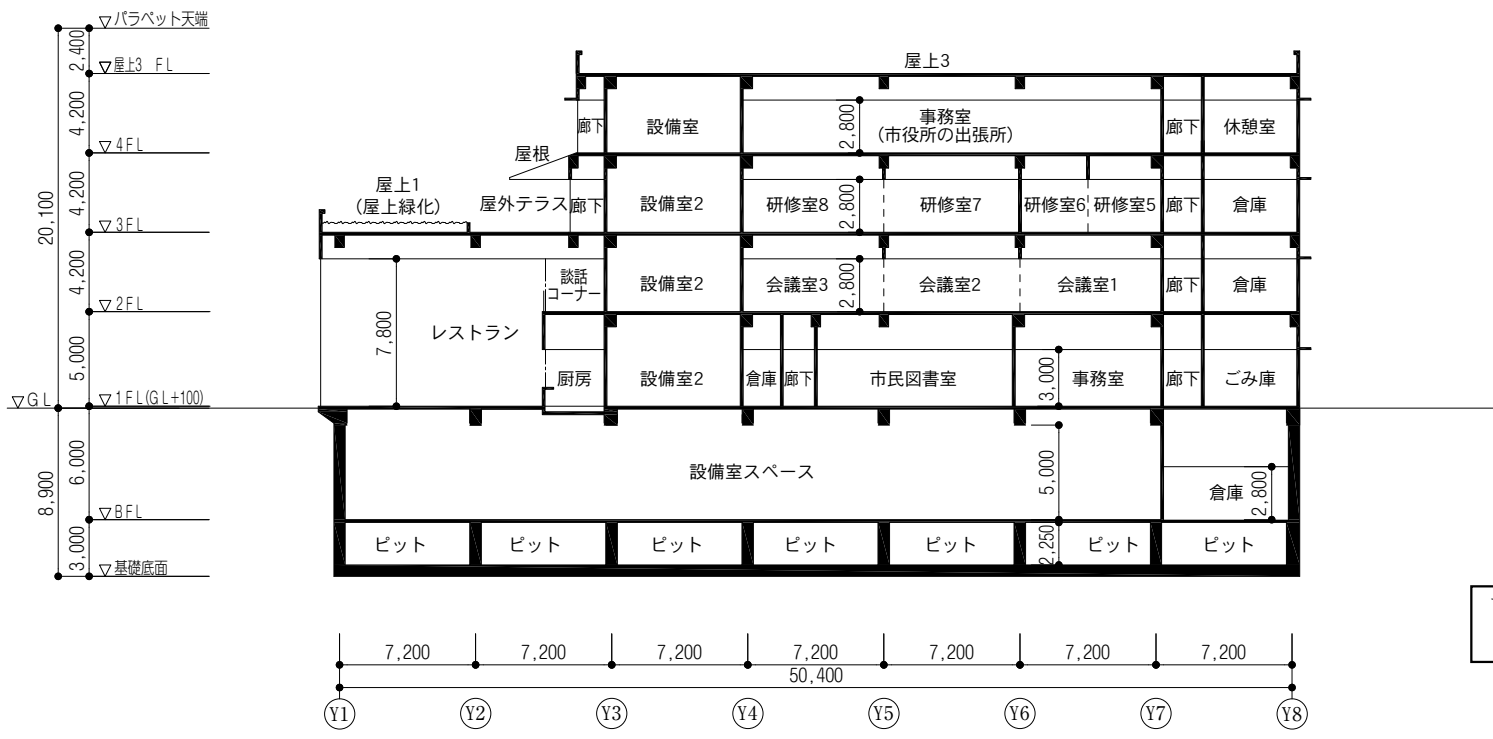 ▽パラペット天端
2,400
▽屋上3 FL
屋上3
4,200
廊下
設備室
2,800
事務室
(市役所の出張所)
廊下
休憩室
▽4FL
屋根
20,100
4,200
屋上1
(屋上緑化)
屋外テラス
廊下
設備室2
研修室8
2,800
研修室7
研修室6
研修室5
廊下
倉庫
▽3FL
4,200
談話
コーナー
設備室2
会議室3
2,800
会議室2
会議室1
廊下
倉庫
▽2FL
5,000
7,800
レストラン
厨房
設備室2
倉庫
廊下
市民図書室
事務室
3,000
廊下
ごみ庫
▽GL
▽1FL(GL+100)
8,900
6,000
設備室スペース
5,000
倉庫
2,800
▽BFL
3,000
ピット
ピット
ピット
ピット
ピット
2,250
ピット
ピット
▽基礎底面
7,200
7,200
7,200
7,200
7,200
7,200
7,200
50,400
Y1
Y2
Y3
Y4
Y5
Y6
Y7
Y8